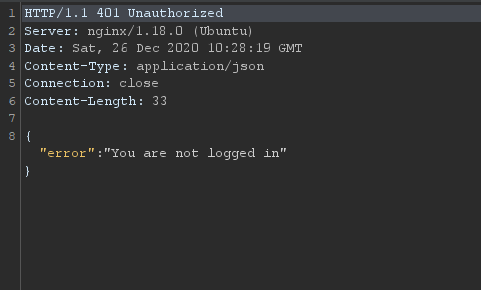 1 HTTP/1.1 401 Unauthorized
2 Server: nginx/1.18.0 (Ubuntu)
3 Date: Sat, 26 Dec 2020 10:28:19 GMT
4 Content-Type: application/json
5 Connection: close
6 Content-Length: 33
7
8 {
"error":"You are not logged in"
}